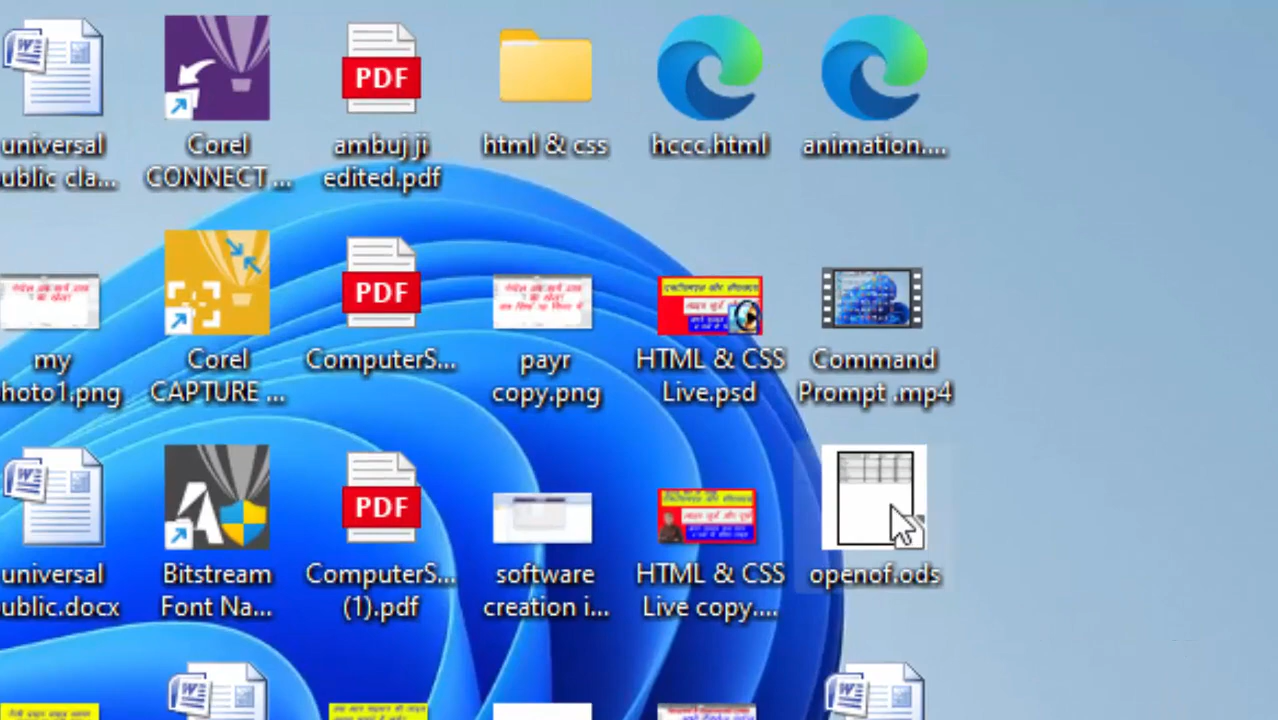 universal
ublic cla...
Corel
CONNECT ...
PDF
ambuj ji
edited.pdf
html & css
hccc.html
animation....
my
hoto1.png
Corel
CAPTURE ...
PDF
ComputerS...
payr
copy.png
HTML & CSS
Live.psd
Command
Prompt .mp4
universal
ublic.docx
Bitstream
Font Na...
PDF
ComputerS...
(1).pdf
software
creation i...
HTML & CSS
Live copy....
openof.ods